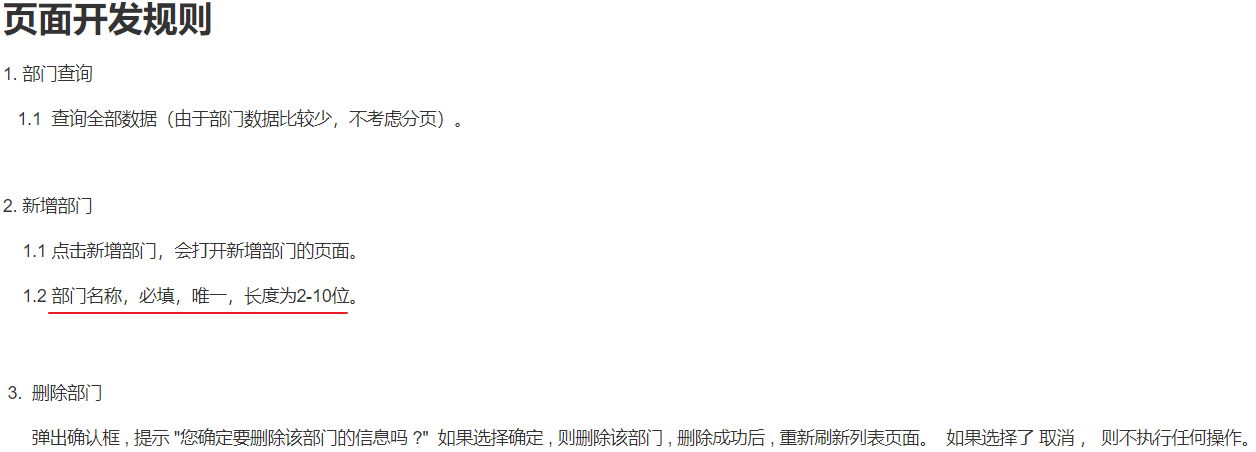 页面开发规则
1. 部门查询
1.1 查询全部数据（由于部门数据比较少，不考虑分页）。
2. 新增部门
1.1 点击新增部门，会打开新增部门的页面。
1.2 部门名称，必填，唯一，长度为2-10位。
3. 删除部门
弹出确认框 , 提示 "您确定要删除该部门的信息吗 ?" 如果选择确定 , 则删除该部门 , 删除成功后 , 重新刷新列表页面。 如果选择了 取消 ， 则不执行任何操作。